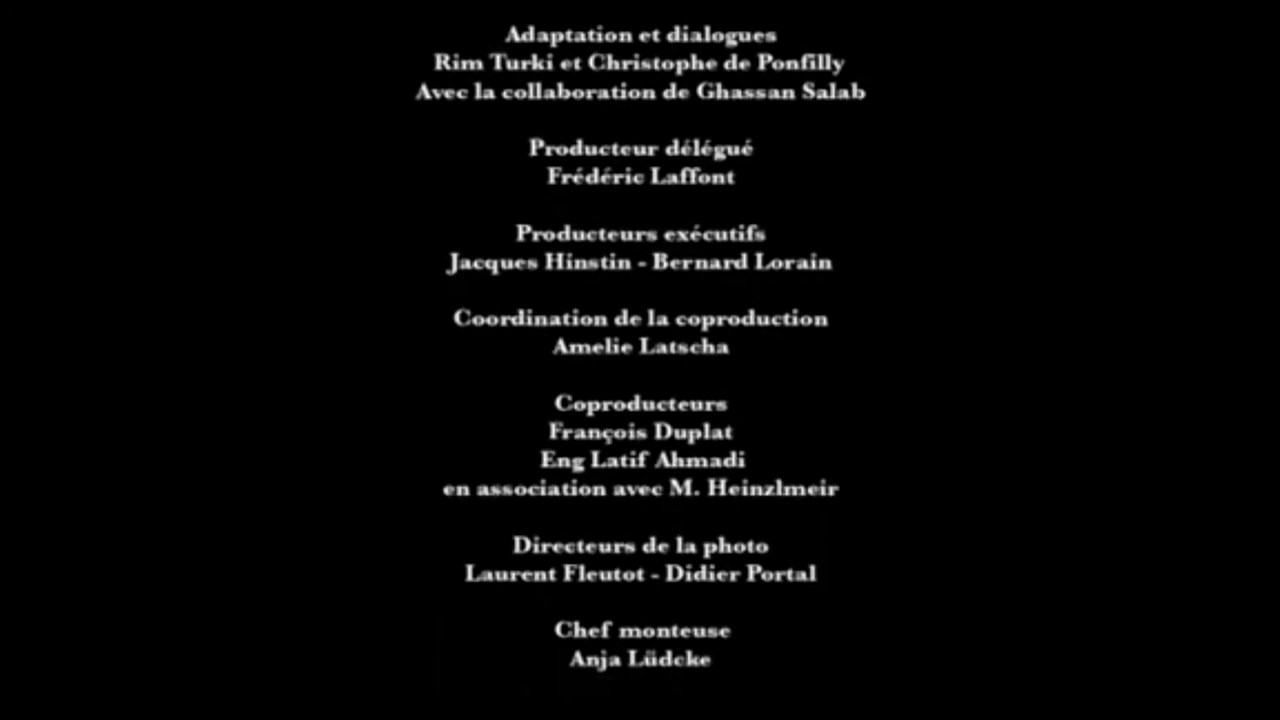 Adaptation et dialogues
Rim Turki et Christophe de Ponfilly
Avec la collaboration de Ghassan Salab
Producteur délégué
Frédéric Laffont
Producteurs exécutifs
Jacques Hinstin - Bernard Lorain
Coordination de la coproduction
Amelie Latscha
Coproducteurs
François Duplat
Eng Latif Ahmadi
en association avec M. Heinzlmeir
Directeurs de la photo
Laurent Fleutot - Didier Portal
Chef monteuse
Anja Lüdcke